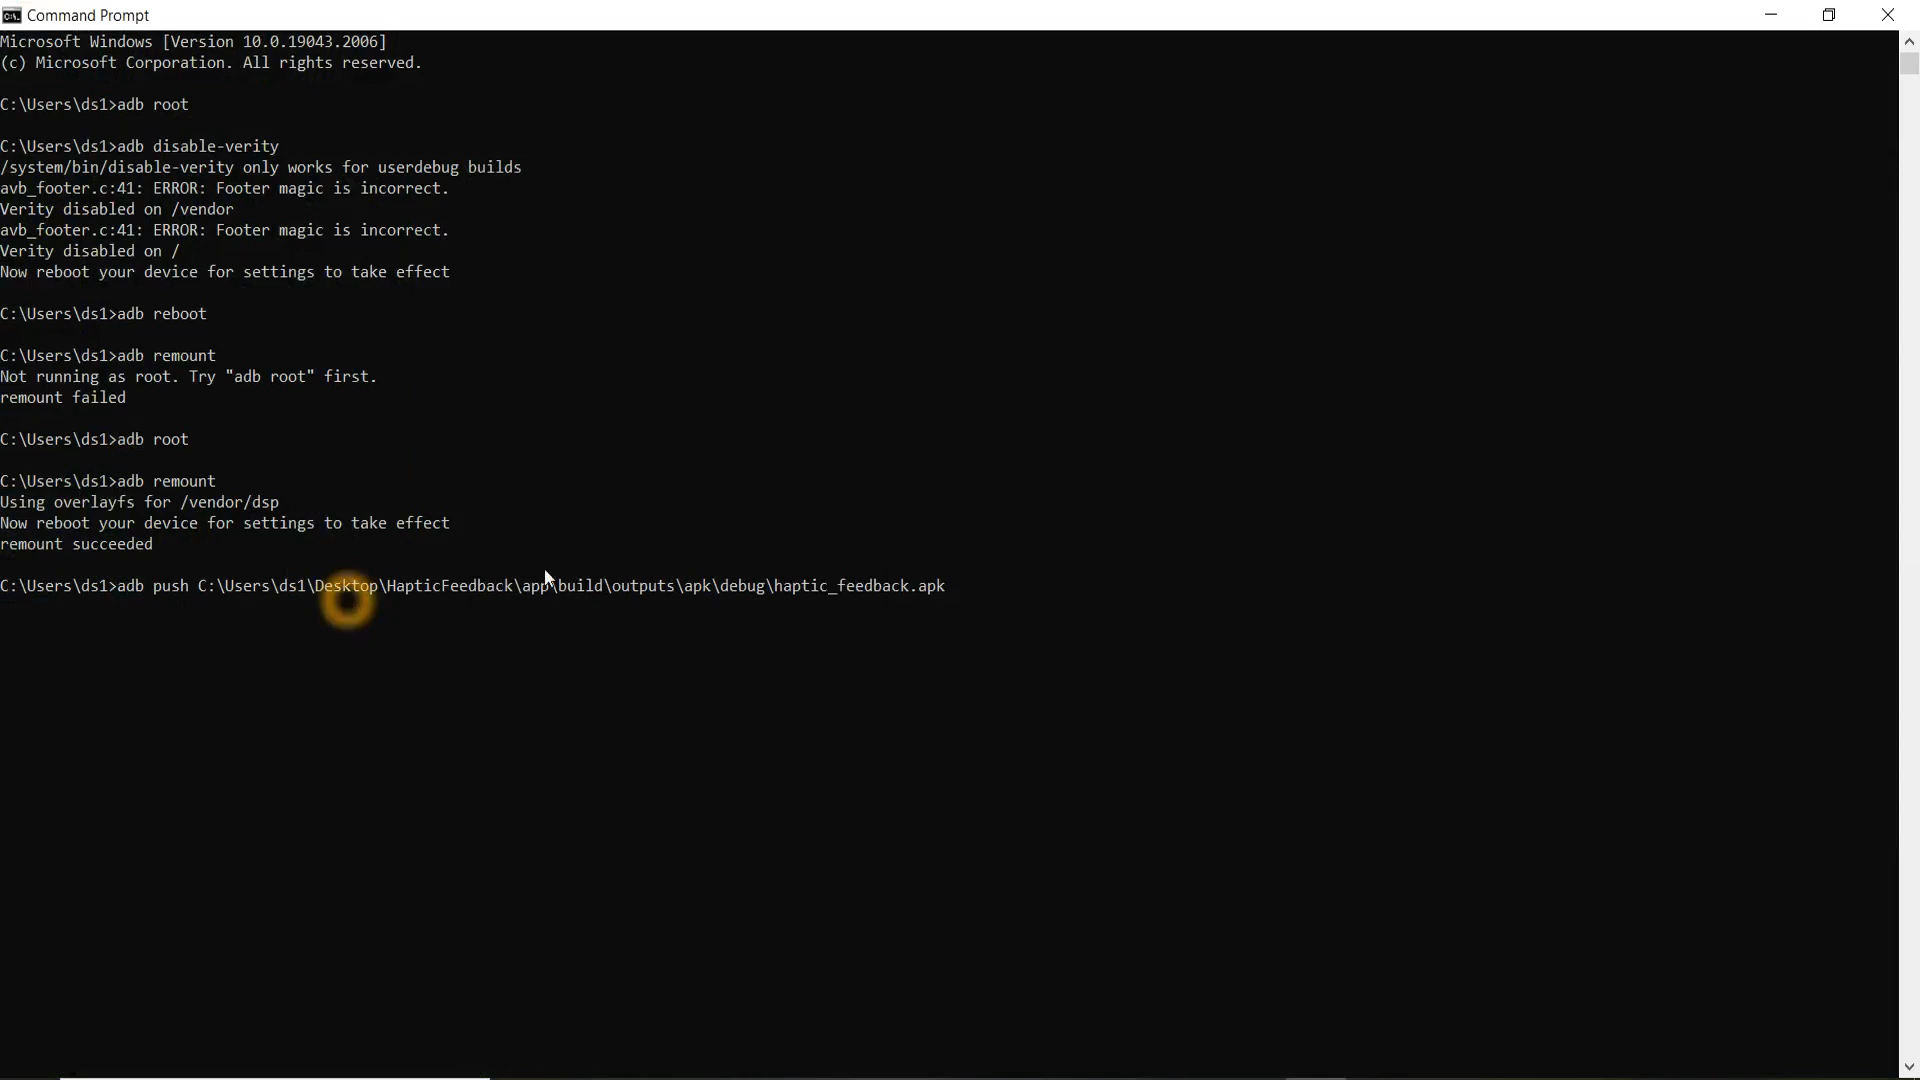 Command Prompt
Microsoft Windows [Version 10.0.19043.2006]
(c) Microsoft Corporation. All rights reserved.
C:\Users\ds1>adb root
C:\Users\ds1>adb disable-verity
/system/bin/disable-verity only works for userdebug builds
avb_footer.c:41: ERROR: Footer magic is incorrect.
Verity disabled on /vendor
avb_footer.c:41: ERROR: Footer magic is incorrect.
Verity disabled on /
Now reboot your device for settings to take effect
C:\Users\ds1>adb reboot
C:\Users\ds1>adb remount
Not running as root. Try "adb root" first.
remount failed
C:\Users\ds1>adb root
C:\Users\ds1>adb remount
Using overlayfs for /vendor/dsp
Now reboot your device for settings to take effect
remount succeeded
C:\Users\ds1>adb push C:\Users\ds1\Desktop\HapticFeedback\app\build\outputs\apk\debug\haptic_feedback.apk